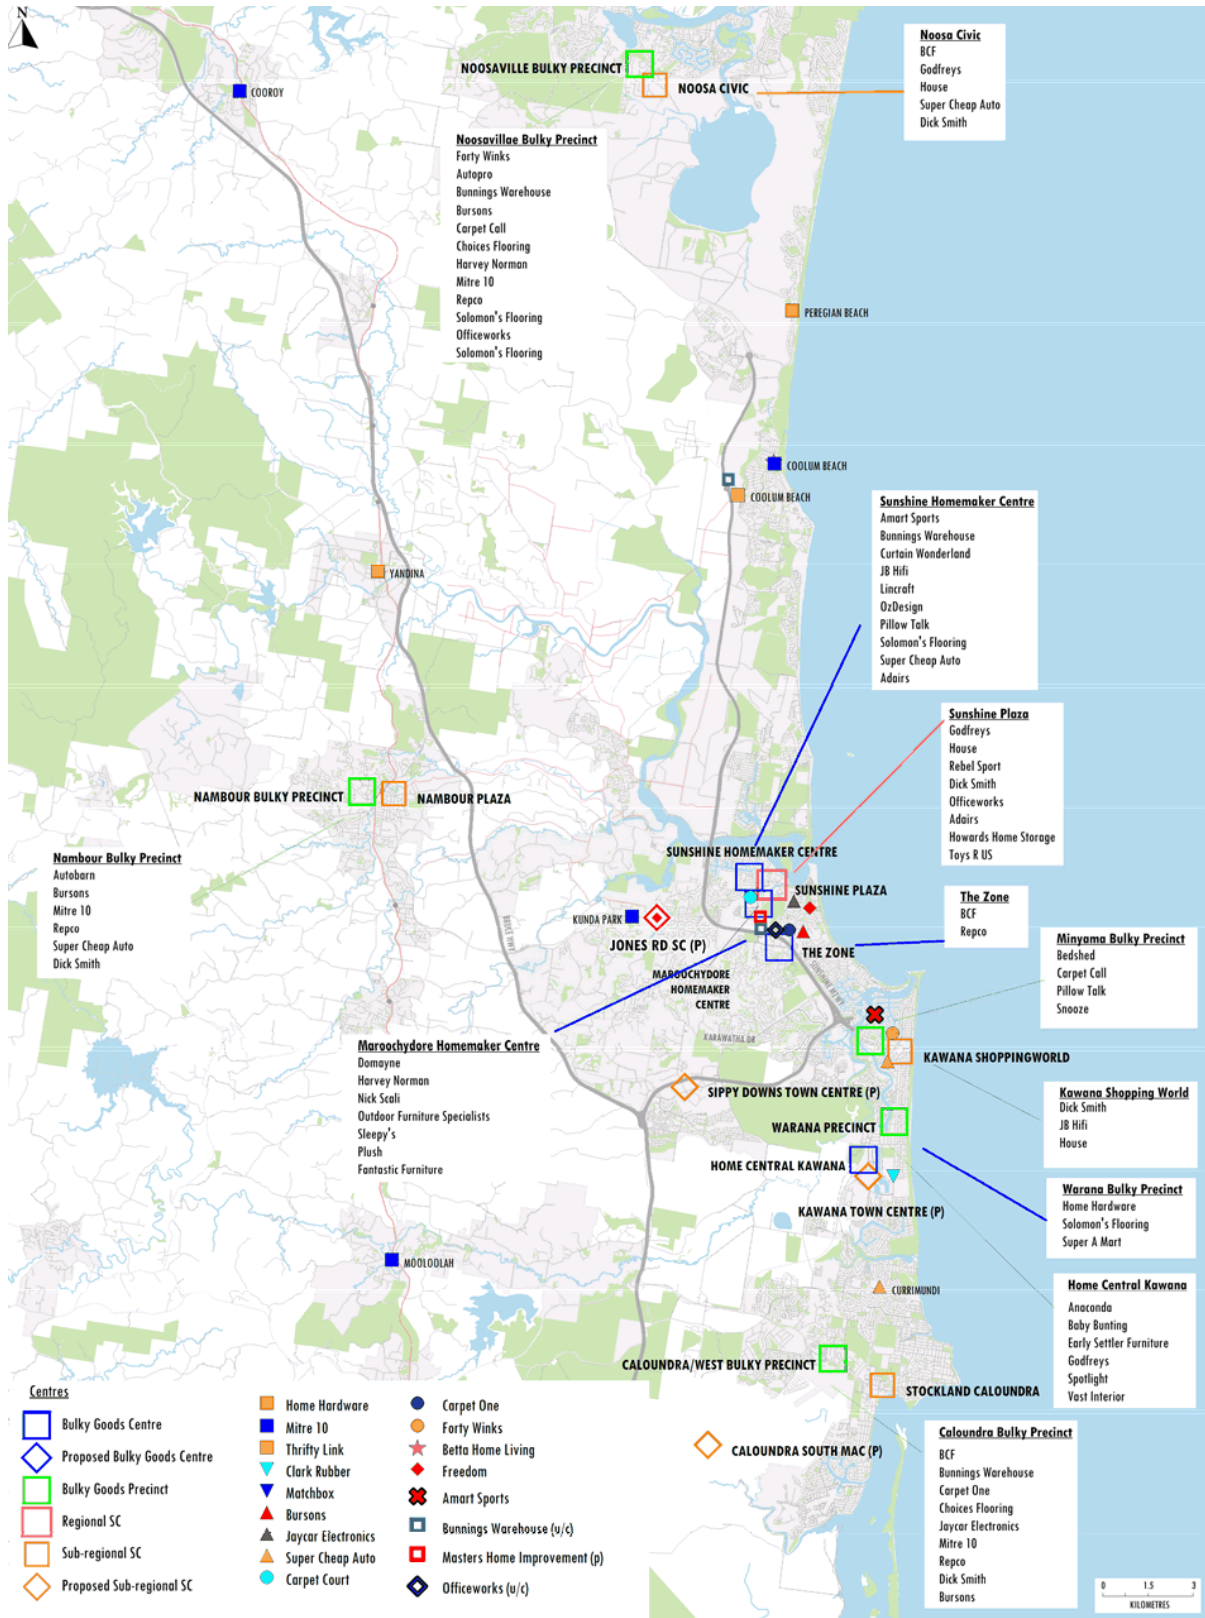 N
COOROY
NOOSAVILLE BULKY PRECINCT
NOOSA CIVIC
Noosa Civic
BCF
Godfreys
House
Super Cheap Auto
Dick Smith
Noosavillae Bulky Precinct
Forty Winks
Autopro
Bunnings Warehouse
Bursons
Carpet Call
Choices Flooring
Harvey Norman
Mitre 10
Repco
Solomon's Flooring
Officeworks
Solomon's Flooring
PEREGIAN BEACH
COOLUM BEACH
COOLUM BEACH
YANDINA
Sunshine Homemaker Centre
Amart Sports
Bunnings Warehouse
Curtain Wonderland
JB Hifi
Lincraft
OzDesign
Pillow Talk
Solomon's Flooring
Super Cheap Auto
Adairs
Sunshine Plaza
Godfreys
House
Rebel Sport
Dick Smith
Officeworks
Adairs
Howards Home Storage
Toys R US
NAMBOUR BULKY PRECINCT
NAMBOUR PLAZA
Nambour Bulky Precinct
Autobarn
Bursons
Mitre 10
Repco
Super Cheap Auto
Dick Smith
SUNSHINE HOMEMAKER CENTRE
SUNSHINE PLAZA
KUNDA PARK
JONES RD SC (P)
BRUCE HWY
THE ZONE
SUNSHINE MTWY
MAROOCHYDORE
HOMEMAKER
CENTRE
The Zone
BCF
Repco
Minyama Bulky Precinct
Bedshed
Carpet Call
Pillow Talk
Snooze
Maroochydore Homemaker Centre
Domayne
Harvey Norman
Nick Scali
Outdoor Furniture Specialists
Sleepy's
Plush
Fantastic Furniture
KARAWATHA DR
KAWANA SHOPPINGWORLD
SIPPY DOWNS TOWN CENTRE (P)
WARANA PRECINCT
HOME CENTRAL KAWANA
KAWANA TOWN CENTRE (P)
Kawana Shopping World
Dick Smith
JB Hifi
House
Warana Bulky Precinct
Home Hardware
Solomon's Flooring
Super A Mart
MOOLOOLAH
CURRIMUNDI
Home Central Kawana
Anaconda
Baby Bunting
Early Settler Furniture
Godfreys
Spotlight
Vast Interior
CALOUNDRA/WEST BULKY PRECINCT
STOCKLAND CALOUNDRA
CALOUNDRA SOUTH MAC (P)
Caloundra Bulky Precinct
BCF
Bunnings Warehouse
Carpet One
Choices Flooring
Jaycar Electronics
Mitre 10
Repco
Dick Smith
Bursons
Centres
Bulky Goods Centre
Proposed Bulky Goods Centre
Bulky Goods Precinct
Regional SC
Sub-regional SC
Proposed Sub-regional SC
Home Hardware
Mitre 10
Thrifty Link
Clark Rubber
Matchbox
Bursons
Jaycar Electronics
Super Cheap Auto
Carpet Court
Carpet One
Forty Winks
Betta Home Living
Freedom
Amart Sports
Bunnings Warehouse (u/c)
Masters Home Improvement (p)
Officeworks (u/c)
0 1.5 3
KILOMETRES